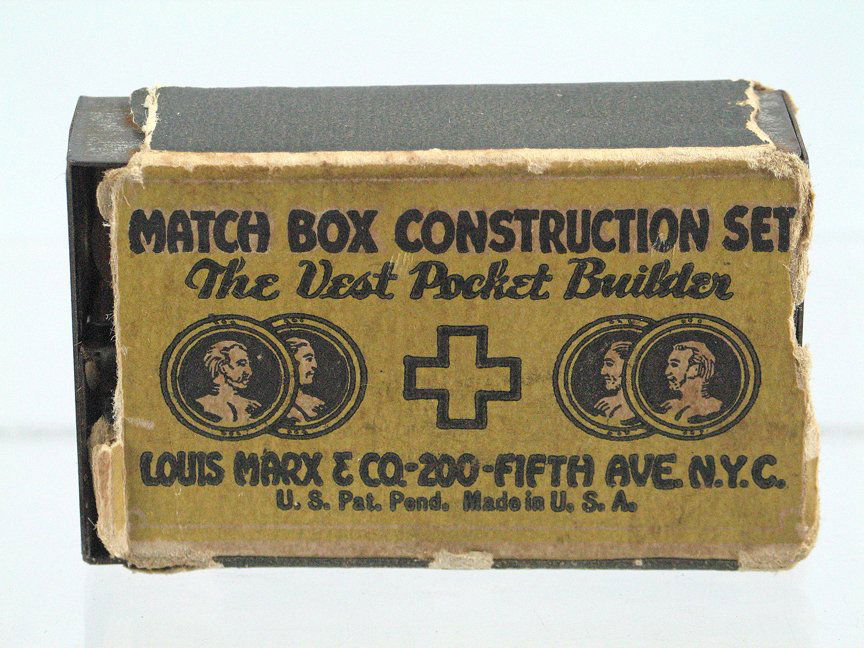 MATCH BOX CONSTRUCTION SET
The Vest Pocket Builder
LOUIS MARX & CO-200-FIFTH AVE. N.Y.C.
U. S. Pat. Pend. Made in U. S. A.